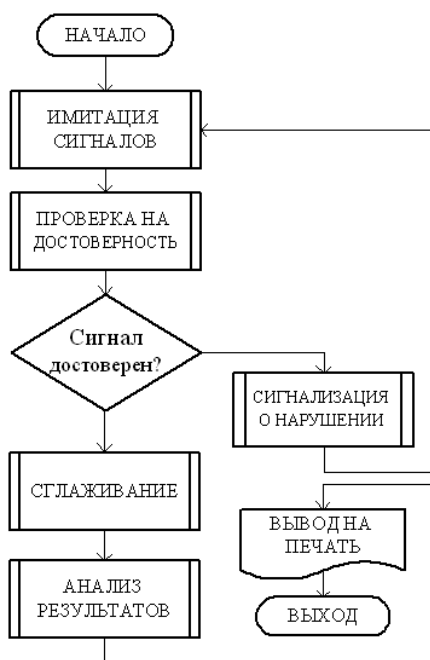 НАЧАЛО
ИМИТАЦИЯ
СИГНАЛОВ
ПРОВЕРКА НА
ДОСТОВЕРНОСТЬ
Сигнал
достоверен?
СИГНАЛИЗАЦИЯ
О НАРУШЕНИИ
СГЛАЖИВАНИЕ
ВЫВОД НА
ПЕЧАТЬ
АНАЛИЗ
РЕЗУЛЬТАТОВ
ВЫХОД